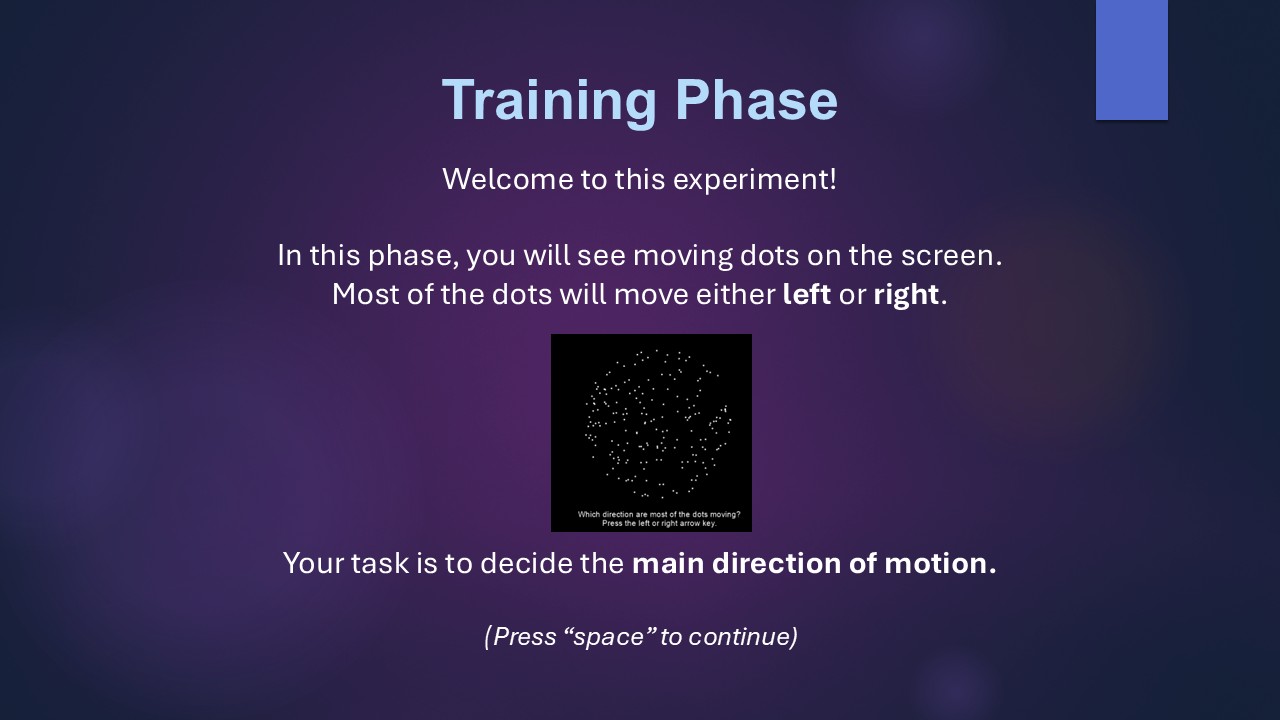 Training Phase
Welcome to this experiment!
In this phase, you will see moving dots on the screen.
Most of the dots will move either left or right.
Which direction are most of the dots moving?
Press the left or right arrow key.
Your task is to decide the main direction of motion.
(Press “space” to continue)